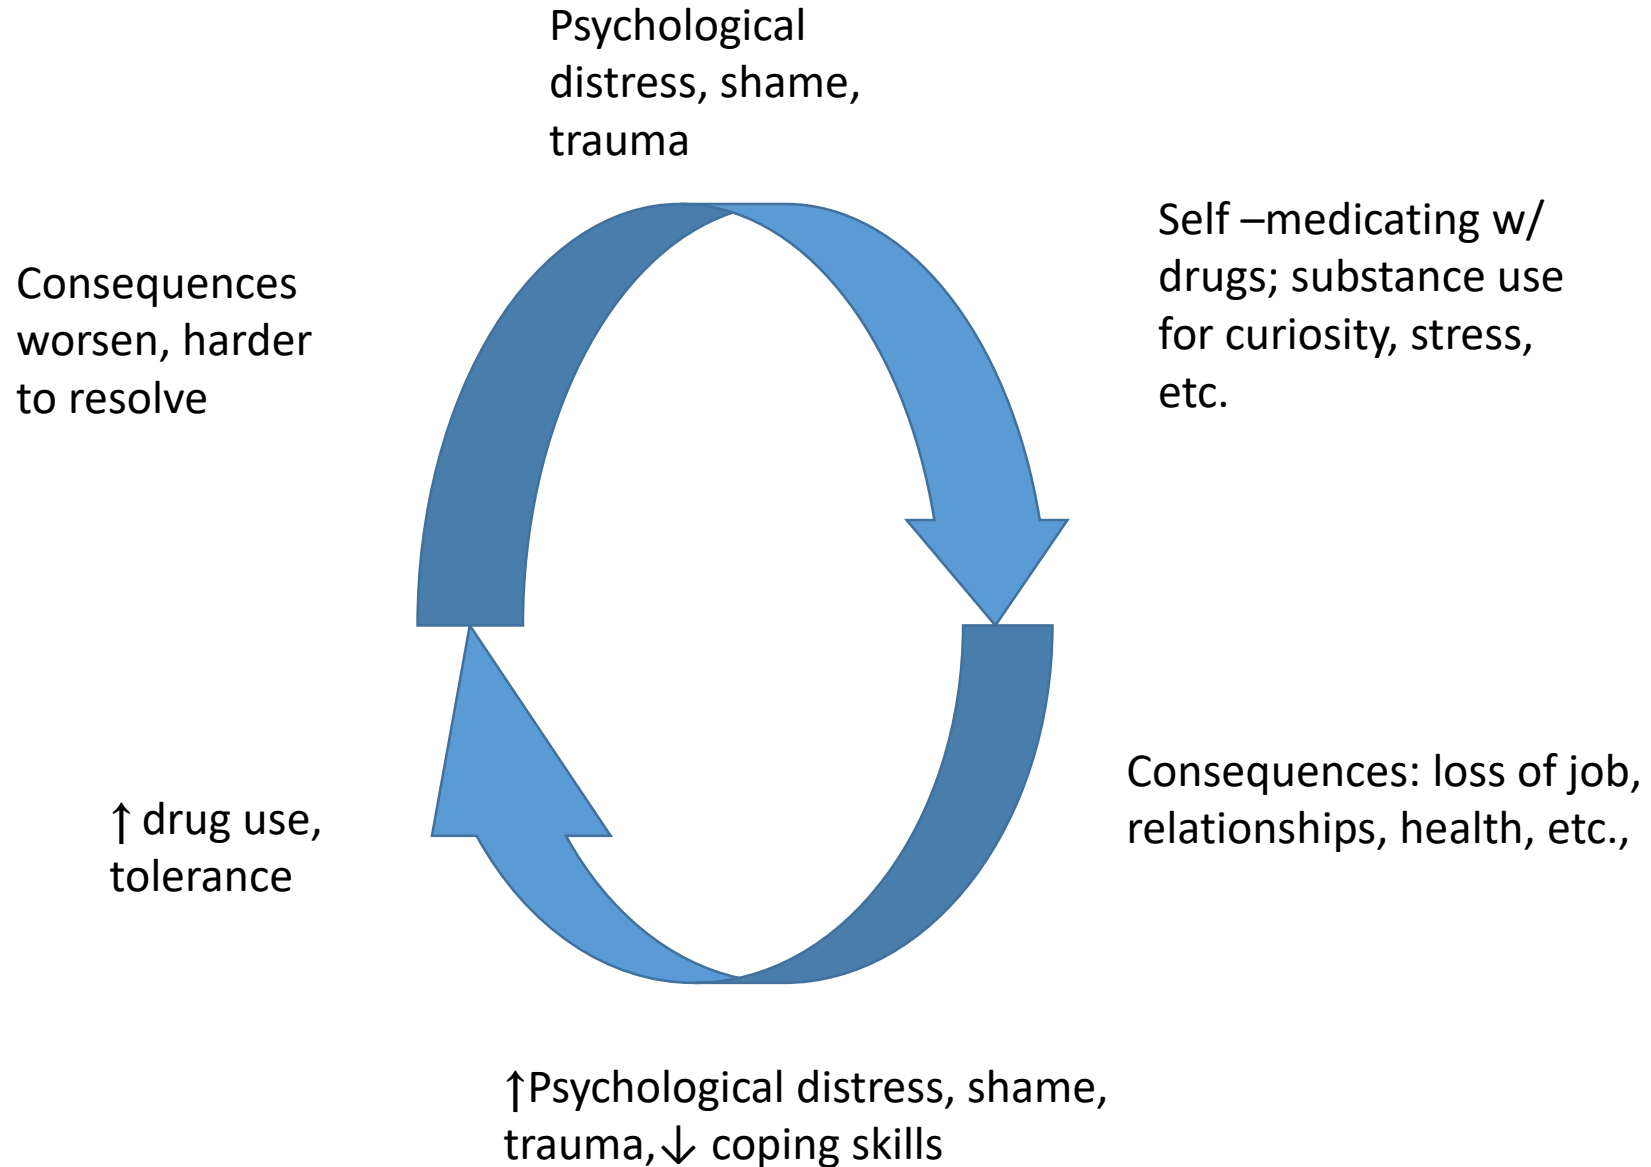 Psychological
distress, shame,
trauma
Self –medicating w/
drugs; substance use
for curiosity, stress,
etc.
Consequences: loss of job,
relationships, health, etc.,
↑Psychological distress, shame,
trauma,↓ coping skills
↑ drug use,
tolerance
Consequences
worsen, harder
to resolve